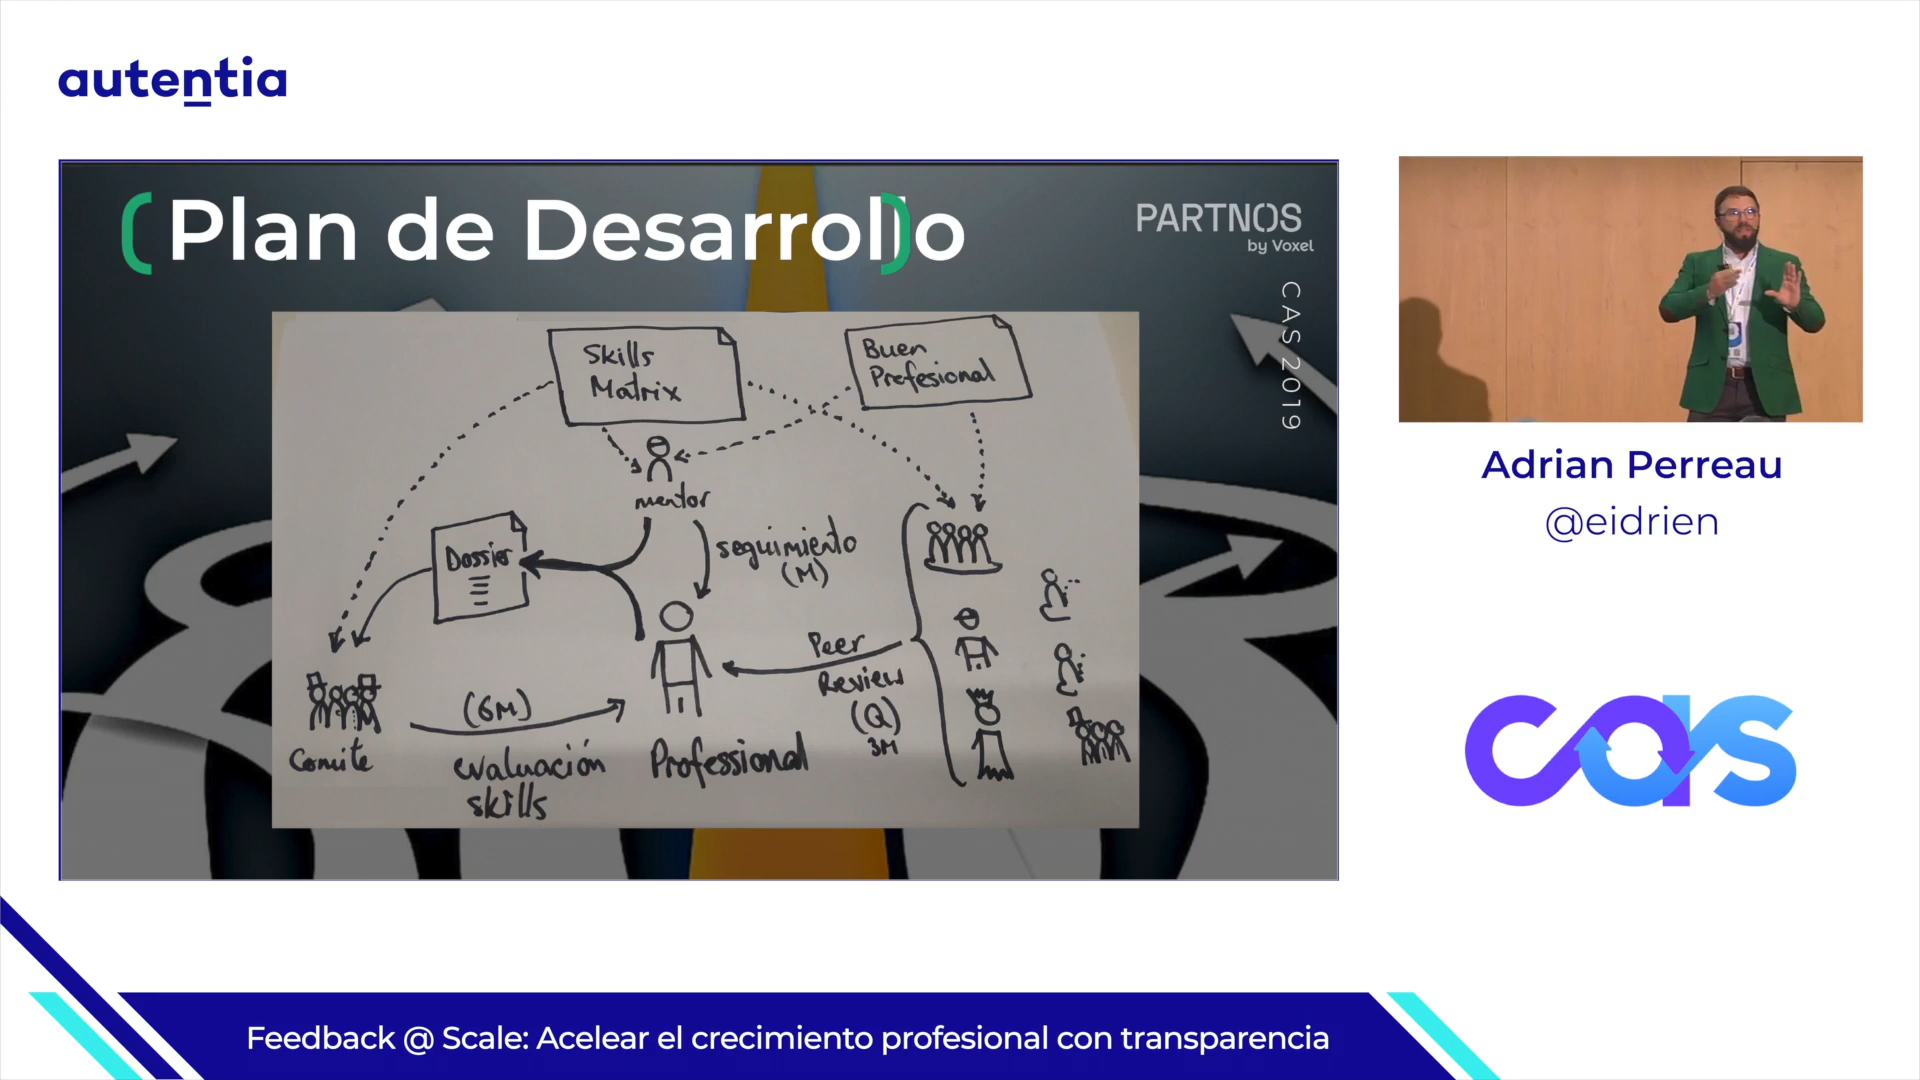 autentia
( Plan de Desarrollo )
PARTNOS
by Voxel
CAS 2019
Skills
Matrix
Buen
Profesional
mentor
Dossier
seguimiento
(M)
Peer
Review
(Q)
3M
(6M)
evaluación
skills
Comite
Professional
Adrian Perreau
@eidrien
cas
Feedback @ Scale: Acelear el crecimiento profesional con transparencia